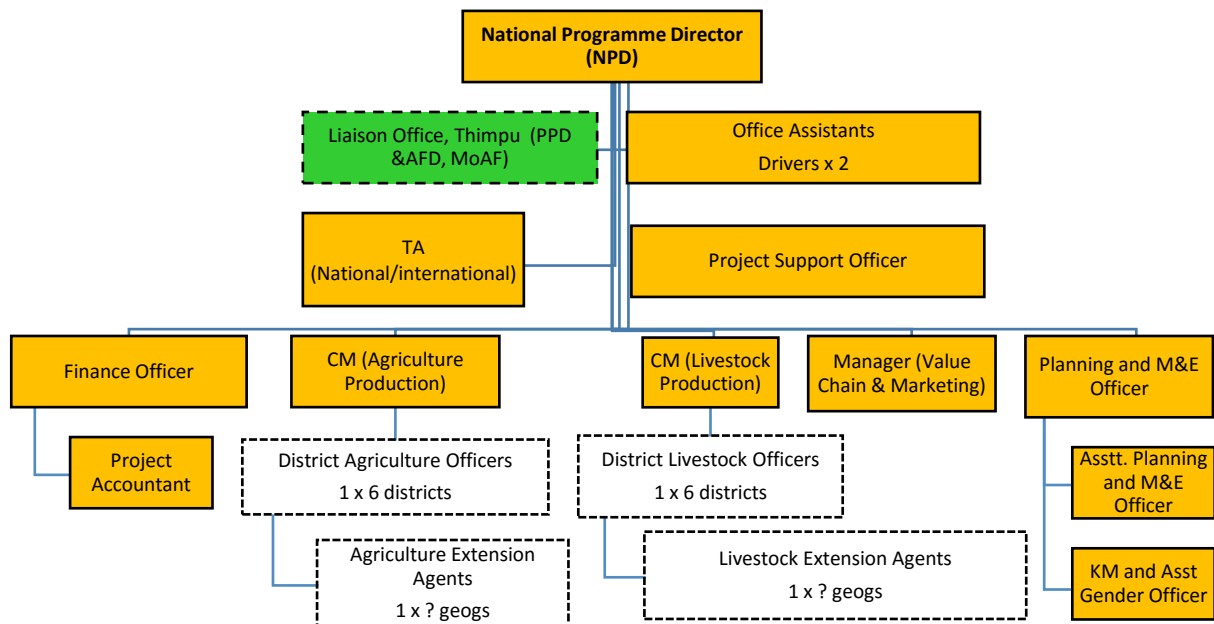 National Programme Director
(NPD)
Liaison Office, Thimpu (PPD
&AFD, MoAF)
Office Assistants
Drivers x 2
TA
(National/international)
Project Support Officer
Finance Officer
CM (Agriculture
Production)
CM (Livestock
Production)
Manager (Value
Chain & Marketing)
Planning and M&E
Officer
Project
Accountant
District Agriculture Officers
1 x 6 districts
District Livestock Officers
1 x 6 districts
Asstt. Planning
and M&E
Officer
Agriculture Extension
Agents
1 x ? geogs
Livestock Extension Agents
1 x ? geogs
KM and Asst
Gender Officer